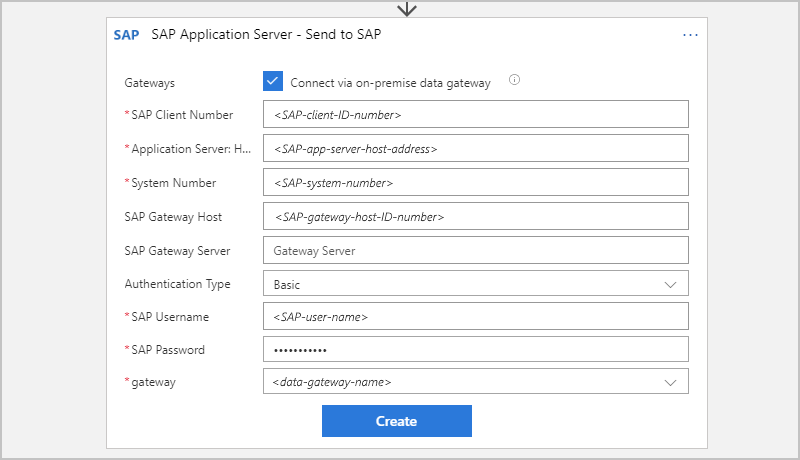 SAP SAP Application Server - Send to SAP ...
Gateways Connect via on-premise data gateway
*SAP Client Number <SAP-client-ID-number>
*Application Server: H... <SAP-app-server-host-address>
*System Number <SAP-system-number>
SAP Gateway Host <SAP-gateway-host-ID-number>
SAP Gateway Server Gateway Server
Authentication Type Basic
*SAP Username <SAP-user-name>
*SAP Password •••••••••••
*gateway <data-gateway-name>
Create